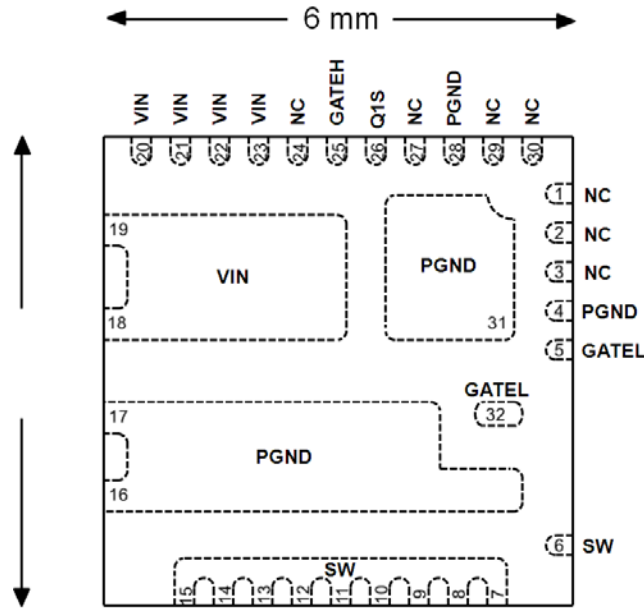 6 mm
VIN VIN VIN VIN NC GATEH Q1S NC PGND NC NC
20 21 22 23 24 25 26 27 28 29 30
1 NC
2 NC
3 NC
4 PGND
5 GATEL
19
VIN
18
PGND
31
GATEL
32
17
PGND
16
6 SW
SW
15 14 13 12 11 10 9 8 7